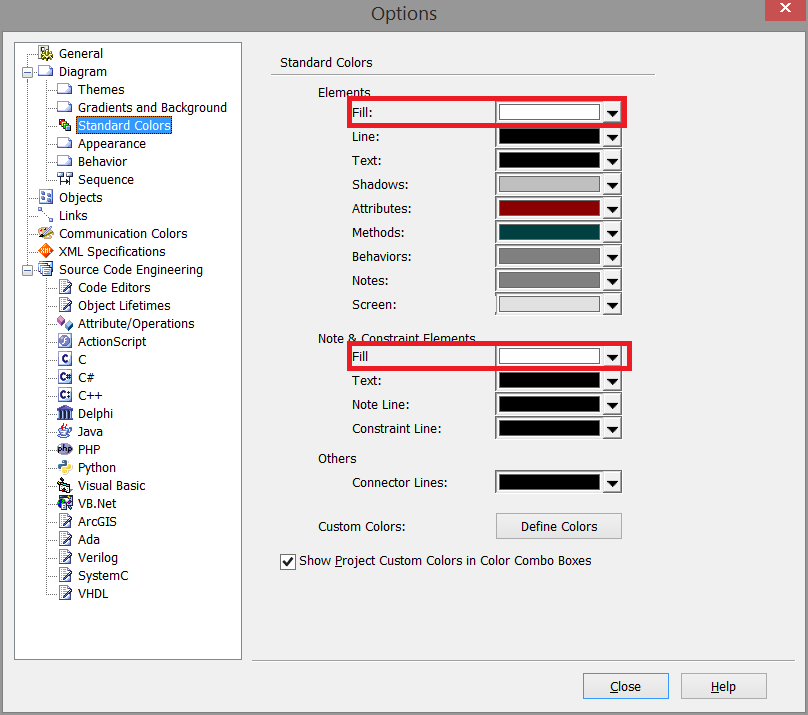 Options
General
Diagram
Themes
Gradients and Background
Standard Colors
Appearance
Behavior
Sequence
Objects
Links
Communication Colors
XML Specifications
Source Code Engineering
Code Editors
Object Lifetimes
Attribute/Operations
ActionScript
C
C#
C++
Delphi
Java
PHP
Python
Visual Basic
VB.Net
ArcGIS
Ada
Verilog
SystemC
VHDL
Standard Colors
Elements
Fill:
Line:
Text:
Shadows:
Attributes:
Methods:
Behaviors:
Notes:
Screen:
Note & Constraint Elements
Fill
Text:
Note Line:
Constraint Line:
Others
Connector Lines:
Custom Colors:
Define Colors
Show Project Custom Colors in Color Combo Boxes
Close
Help